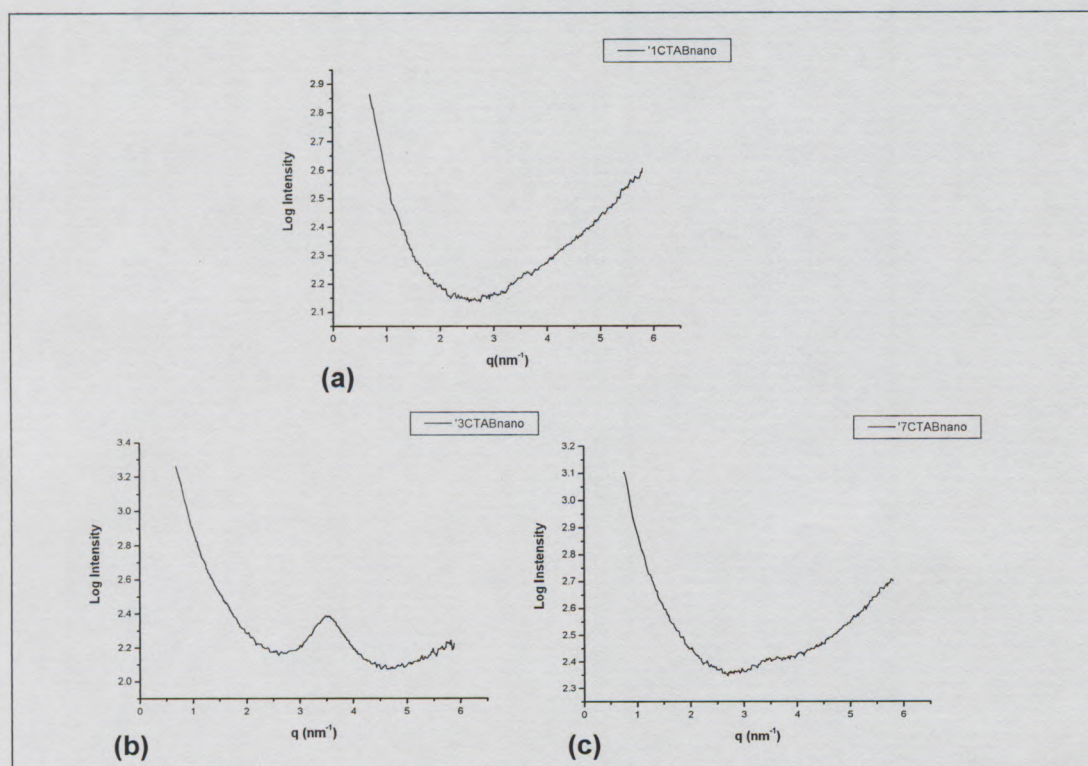 '1CTABnano
2.9
2.8
2.7
2.6
2.5
2.4
2.3
2.2
2.1
Log Intensity
0 1 2 3 4 5 6
q(nm⁻¹)
(a)
'3CTABnano
3.4
3.2
3.0
2.8
2.6
2.4
2.2
2.0
Log Intensity
0 1 2 3 4 5 6
q (nm⁻¹)
(b)
'7CTABnano
3.2
3.1
3.0
2.9
2.8
2.7
2.6
2.5
2.4
2.3
Log Instensity
0 1 2 3 4 5 6
q (nm⁻¹)
(c)